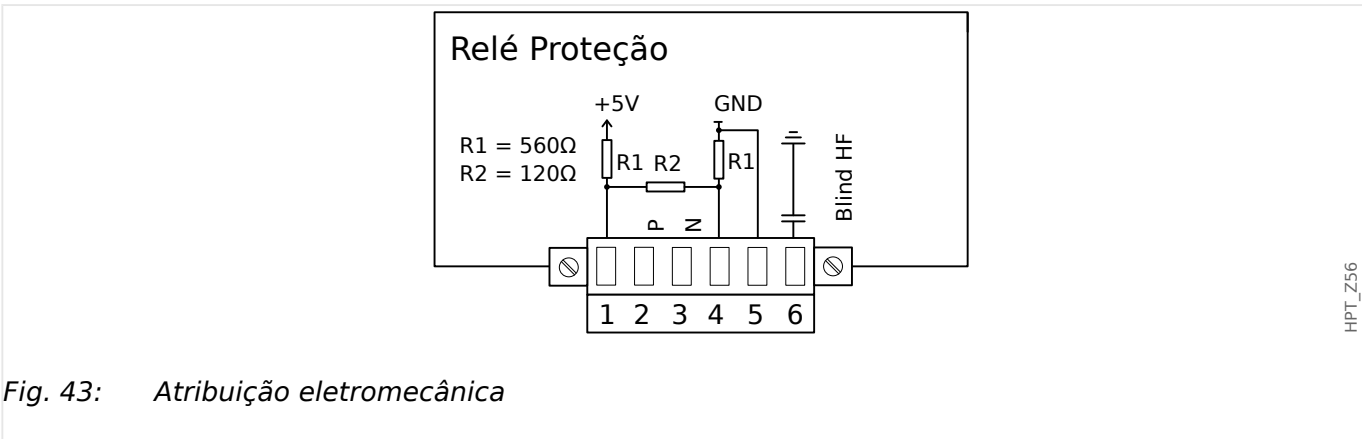 Relé Proteção
+5V
GND
R1 = 560Ω
R2 = 120Ω
R1
R2
R1
Blind HF
P
N
1 2 3 4 5 6
HPT_Z56
Fig. 43: Atribuição eletromecânica